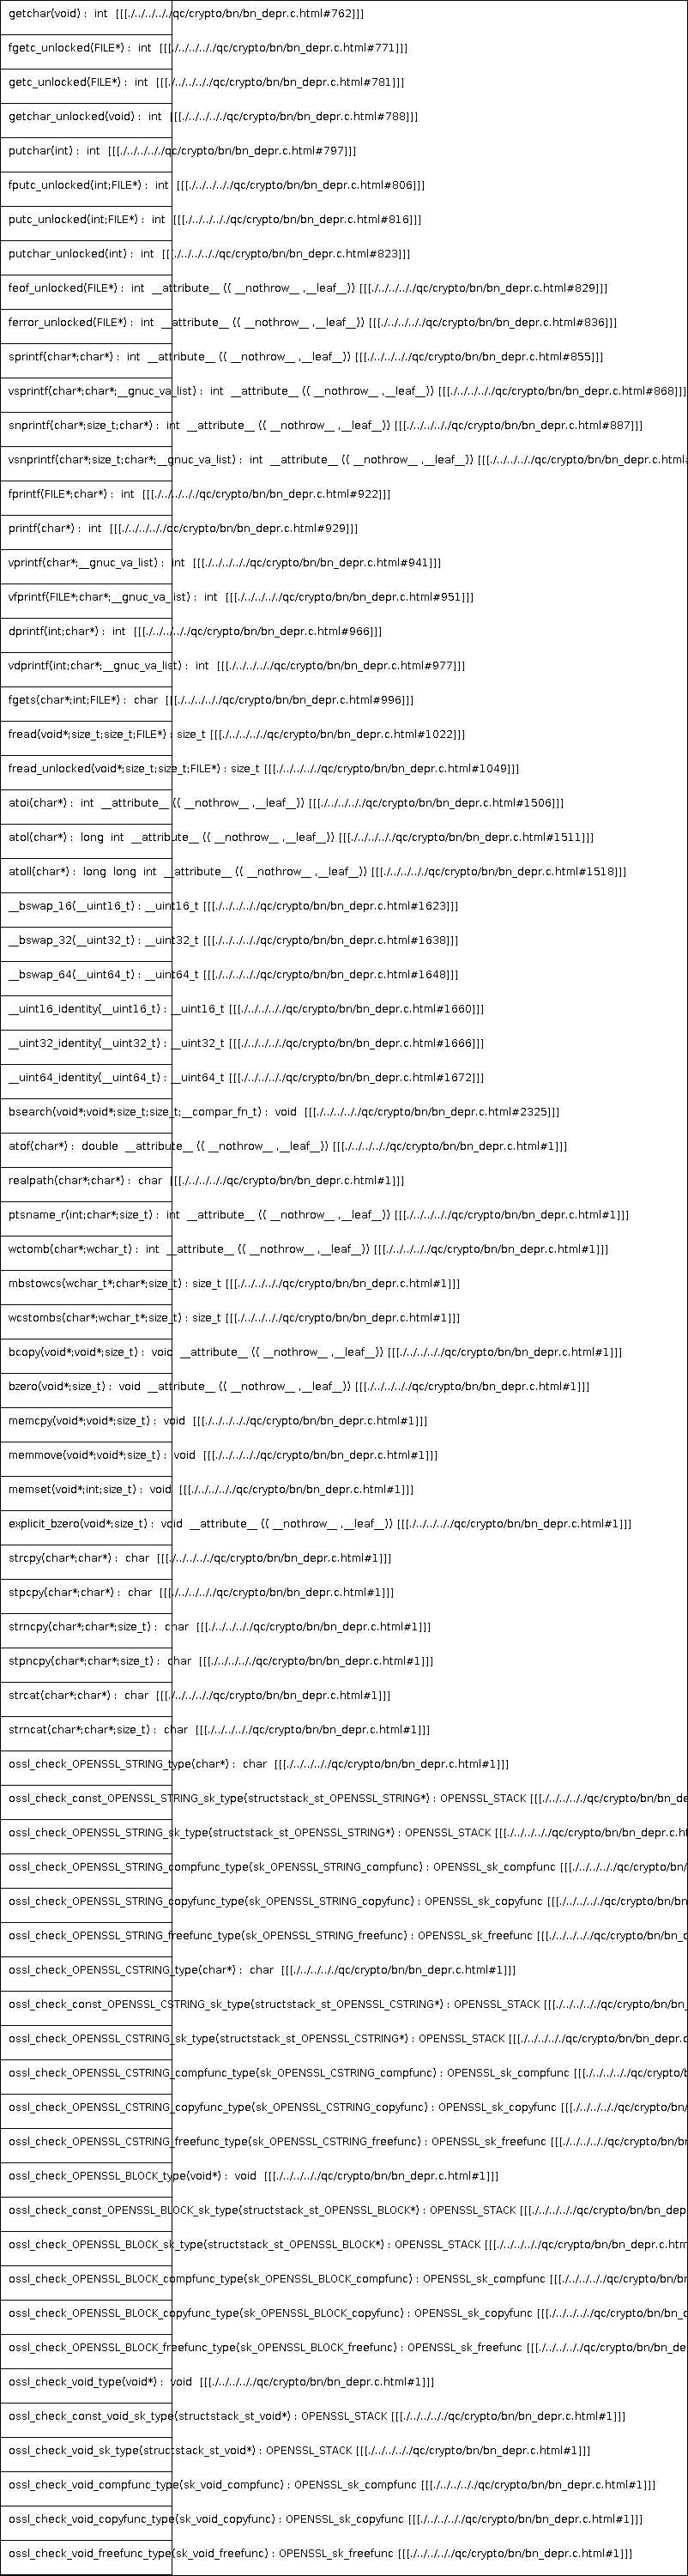 getchar(void) : int [[[./../../../../qc/crypto/bn/bn_depr.c.html#762]]]
fgetc_unlocked(FILE*) : int [[[./../../../../qc/crypto/bn/bn_depr.c.html#771]]]
getc_unlocked(FILE*) : int [[[./../../../../qc/crypto/bn/bn_depr.c.html#781]]]
getchar_unlocked(void) : int [[[./../../../../qc/crypto/bn/bn_depr.c.html#788]]]
putchar(int) : int [[[./../../../../qc/crypto/bn/bn_depr.c.html#797]]]
fputc_unlocked(int;FILE*) : int [[[./../../../../qc/crypto/bn/bn_depr.c.html#806]]]
putc_unlocked(int;FILE*) : int [[[./../../../../qc/crypto/bn/bn_depr.c.html#816]]]
putchar_unlocked(int) : int [[[./../../../../qc/crypto/bn/bn_depr.c.html#823]]]
feof_unlocked(FILE*) : int __attribute__ (( __nothrow__ ,__leaf__)) [[[./../../../../qc/crypto/bn/bn_depr.c.html#829]]]
ferror_unlocked(FILE*) : int __attribute__ (( __nothrow__ ,__leaf__)) [[[./../../../../qc/crypto/bn/bn_depr.c.html#836]]]
sprintf(char*;char*) : int __attribute__ (( __nothrow__ ,__leaf__)) [[[./../../../../qc/crypto/bn/bn_depr.c.html#855]]]
vsprintf(char*;char*;__gnuc_va_list) : int __attribute__ (( __nothrow__ ,__leaf__)) [[[./../../../../qc/crypto/bn/bn_depr.c.html#868]]]
snprintf(char*;size_t;char*) : int __attribute__ (( __nothrow__ ,__leaf__)) [[[./../../../../qc/crypto/bn/bn_depr.c.html#887]]]
vsnprintf(char*;size_t;char*;__gnuc_va_list) : int __attribute__ (( __nothrow__ ,__leaf__)) [[[./../../../../qc/crypto/bn/bn_depr.c.html
fprintf(FILE*;char*) : int [[[./../../../../qc/crypto/bn/bn_depr.c.html#922]]]
printf(char*) : int [[[./../../../../qc/crypto/bn/bn_depr.c.html#929]]]
vprintf(char*;__gnuc_va_list) : int [[[./../../../../qc/crypto/bn/bn_depr.c.html#941]]]
vfprintf(FILE*;char*;__gnuc_va_list) : int [[[./../../../../qc/crypto/bn/bn_depr.c.html#951]]]
dprintf(int;char*) : int [[[./../../../../qc/crypto/bn/bn_depr.c.html#966]]]
vdprintf(int;char*;__gnuc_va_list) : int [[[./../../../../qc/crypto/bn/bn_depr.c.html#977]]]
fgets(char*;int;FILE*) : char [[[./../../../../qc/crypto/bn/bn_depr.c.html#996]]]
fread(void*;size_t;size_t;FILE*) : size_t [[[./../../../../qc/crypto/bn/bn_depr.c.html#1022]]]
fread_unlocked(void*;size_t;size_t;FILE*) : size_t [[[./../../../../qc/crypto/bn/bn_depr.c.html#1049]]]
atoi(char*) : int __attribute__ (( __nothrow__ ,__leaf__)) [[[./../../../../qc/crypto/bn/bn_depr.c.html#1506]]]
atol(char*) : long int __attribute__ (( __nothrow__ ,__leaf__)) [[[./../../../../qc/crypto/bn/bn_depr.c.html#1511]]]
atoll(char*) : long long int __attribute__ (( __nothrow__ ,__leaf__)) [[[./../../../../qc/crypto/bn/bn_depr.c.html#1518]]]
__bswap_16(__uint16_t) : __uint16_t [[[./../../../../qc/crypto/bn/bn_depr.c.html#1623]]]
__bswap_32(__uint32_t) : __uint32_t [[[./../../../../qc/crypto/bn/bn_depr.c.html#1638]]]
__bswap_64(__uint64_t) : __uint64_t [[[./../../../../qc/crypto/bn/bn_depr.c.html#1648]]]
__uint16_identity(__uint16_t) : __uint16_t [[[./../../../../qc/crypto/bn/bn_depr.c.html#1660]]]
__uint32_identity(__uint32_t) : __uint32_t [[[./../../../../qc/crypto/bn/bn_depr.c.html#1666]]]
__uint64_identity(__uint64_t) : __uint64_t [[[./../../../../qc/crypto/bn/bn_depr.c.html#1672]]]
bsearch(void*;void*;size_t;size_t;__compar_fn_t) : void [[[./../../../../qc/crypto/bn/bn_depr.c.html#2325]]]
atof(char*) : double __attribute__ (( __nothrow__ ,__leaf__)) [[[./../../../../qc/crypto/bn/bn_depr.c.html#1]]]
realpath(char*;char*) : char [[[./../../../../qc/crypto/bn/bn_depr.c.html#1]]]
ptsname_r(int;char*;size_t) : int __attribute__ (( __nothrow__ ,__leaf__)) [[[./../../../../qc/crypto/bn/bn_depr.c.html#1]]]
wctomb(char*;wchar_t) : int __attribute__ (( __nothrow__ ,__leaf__)) [[[./../../../../qc/crypto/bn/bn_depr.c.html#1]]]
mbstowcs(wchar_t*;char*;size_t) : size_t [[[./../../../../qc/crypto/bn/bn_depr.c.html#1]]]
wcstombs(char*;wchar_t*;size_t) : size_t [[[./../../../../qc/crypto/bn/bn_depr.c.html#1]]]
bcopy(void*;void*;size_t) : void __attribute__ (( __nothrow__ ,__leaf__)) [[[./../../../../qc/crypto/bn/bn_depr.c.html#1]]]
bzero(void*;size_t) : void __attribute__ (( __nothrow__ ,__leaf__)) [[[./../../../../qc/crypto/bn/bn_depr.c.html#1]]]
memcpy(void*;void*;size_t) : void [[[./../../../../qc/crypto/bn/bn_depr.c.html#1]]]
memmove(void*;void*;size_t) : void [[[./../../../../qc/crypto/bn/bn_depr.c.html#1]]]
memset(void*;int;size_t) : void [[[./../../../../qc/crypto/bn/bn_depr.c.html#1]]]
explicit_bzero(void*;size_t) : void __attribute__ (( __nothrow__ ,__leaf__)) [[[./../../../../qc/crypto/bn/bn_depr.c.html#1]]]
strcpy(char*;char*) : char [[[./../../../../qc/crypto/bn/bn_depr.c.html#1]]]
stpcpy(char*;char*) : char [[[./../../../../qc/crypto/bn/bn_depr.c.html#1]]]
strncpy(char*;char*;size_t) : char [[[./../../../../qc/crypto/bn/bn_depr.c.html#1]]]
stpncpy(char*;char*;size_t) : char [[[./../../../../qc/crypto/bn/bn_depr.c.html#1]]]
strcat(char*;char*) : char [[[./../../../../qc/crypto/bn/bn_depr.c.html#1]]]
strncat(char*;char*;size_t) : char [[[./../../../../qc/crypto/bn/bn_depr.c.html#1]]]
ossl_check_OPENSSL_STRING_type(char*) : char [[[./../../../../qc/crypto/bn/bn_depr.c.html#1]]]
ossl_check_const_OPENSSL_STRING_sk_type(structstack_st_OPENSSL_STRING*) : OPENSSL_STACK [[[./../../../../qc/crypto/bn/bn_de
ossl_check_OPENSSL_STRING_sk_type(structstack_st_OPENSSL_STRING*) : OPENSSL_STACK [[[./../../../../qc/crypto/bn/bn_depr.c.ht
ossl_check_OPENSSL_STRING_compfunc_type(sk_OPENSSL_STRING_compfunc) : OPENSSL_sk_compfunc [[[./../../../../qc/crypto/bn/
ossl_check_OPENSSL_STRING_copyfunc_type(sk_OPENSSL_STRING_copyfunc) : OPENSSL_sk_copyfunc [[[./../../../../qc/crypto/bn/bn
ossl_check_OPENSSL_STRING_freefunc_type(sk_OPENSSL_STRING_freefunc) : OPENSSL_sk_freefunc [[[./../../../../qc/crypto/bn/bn_d
ossl_check_OPENSSL_CSTRING_type(char*) : char [[[./../../../../qc/crypto/bn/bn_depr.c.html#1]]]
ossl_check_const_OPENSSL_CSTRING_sk_type(structstack_st_OPENSSL_CSTRING*) : OPENSSL_STACK [[[./../../../../qc/crypto/bn/bn_
ossl_check_OPENSSL_CSTRING_sk_type(structstack_st_OPENSSL_CSTRING*) : OPENSSL_STACK [[[./../../../../qc/crypto/bn/bn_depr.c
ossl_check_OPENSSL_CSTRING_compfunc_type(sk_OPENSSL_CSTRING_compfunc) : OPENSSL_sk_compfunc [[[./../../../../qc/crypto/b
ossl_check_OPENSSL_CSTRING_copyfunc_type(sk_OPENSSL_CSTRING_copyfunc) : OPENSSL_sk_copyfunc [[[./../../../../qc/crypto/bn/
ossl_check_OPENSSL_CSTRING_freefunc_type(sk_OPENSSL_CSTRING_freefunc) : OPENSSL_sk_freefunc [[[./../../../../qc/crypto/bn/bn
ossl_check_OPENSSL_BLOCK_type(void*) : void [[[./../../../../qc/crypto/bn/bn_depr.c.html#1]]]
ossl_check_const_OPENSSL_BLOCK_sk_type(structstack_st_OPENSSL_BLOCK*) : OPENSSL_STACK [[[./../../../../qc/crypto/bn/bn_dep
ossl_check_OPENSSL_BLOCK_sk_type(structstack_st_OPENSSL_BLOCK*) : OPENSSL_STACK [[[./../../../../qc/crypto/bn/bn_depr.c.htm
ossl_check_OPENSSL_BLOCK_compfunc_type(sk_OPENSSL_BLOCK_compfunc) : OPENSSL_sk_compfunc [[[./../../../../qc/crypto/bn/bn
ossl_check_OPENSSL_BLOCK_copyfunc_type(sk_OPENSSL_BLOCK_copyfunc) : OPENSSL_sk_copyfunc [[[./../../../../qc/crypto/bn/bn_d
ossl_check_OPENSSL_BLOCK_freefunc_type(sk_OPENSSL_BLOCK_freefunc) : OPENSSL_sk_freefunc [[[./../../../../qc/crypto/bn/bn_de
ossl_check_void_type(void*) : void [[[./../../../../qc/crypto/bn/bn_depr.c.html#1]]]
ossl_check_const_void_sk_type(structstack_st_void*) : OPENSSL_STACK [[[./../../../../qc/crypto/bn/bn_depr.c.html#1]]]
ossl_check_void_sk_type(structstack_st_void*) : OPENSSL_STACK [[[./../../../../qc/crypto/bn/bn_depr.c.html#1]]]
ossl_check_void_compfunc_type(sk_void_compfunc) : OPENSSL_sk_compfunc [[[./../../../../qc/crypto/bn/bn_depr.c.html#1]]]
ossl_check_void_copyfunc_type(sk_void_copyfunc) : OPENSSL_sk_copyfunc [[[./../../../../qc/crypto/bn/bn_depr.c.html#1]]]
ossl_check_void_freefunc_type(sk_void_freefunc) : OPENSSL_sk_freefunc [[[./../../../../qc/crypto/bn/bn_depr.c.html#1]]]